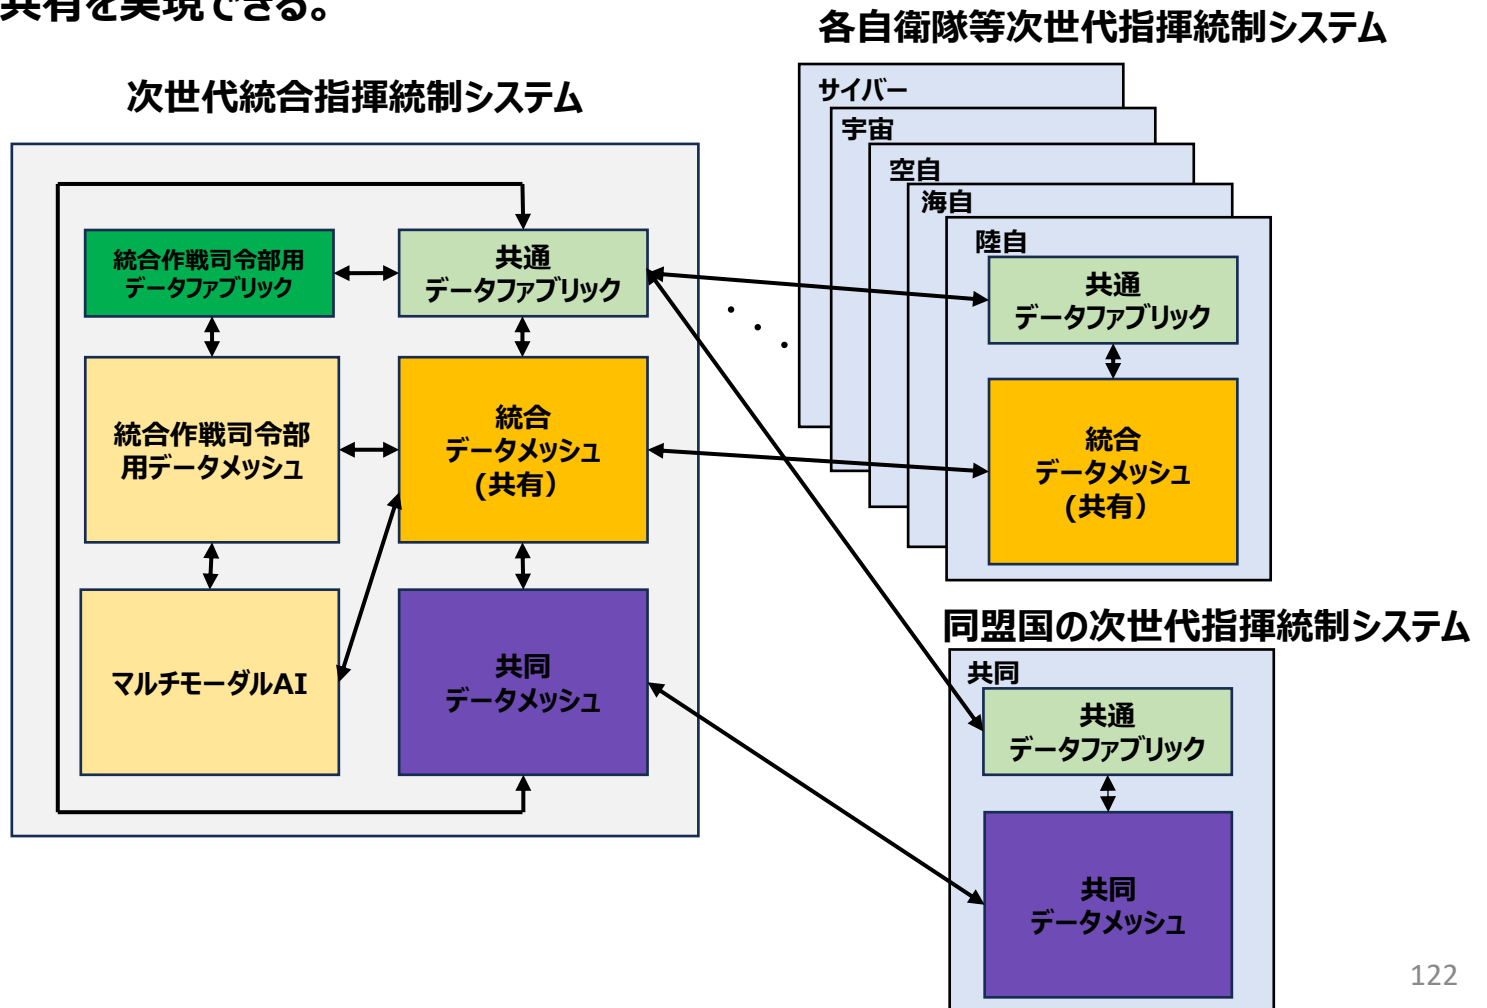 共有を実現できる。
各自衛隊等次世代指揮統制システム
次世代統合指揮統制システム
サイバー
宇宙
空自
海自
陸自
統合作戦司令部用
データファブリック
共通
データファブリック
共通
データファブリック
統合作戦司令部
用データメッシュ
統合
データメッシュ
(共有）
統合
データメッシュ
(共有）
マルチモーダルAI
共同
データメッシュ
同盟国の次世代指揮統制システム
共同
共通
データファブリック
共同
データメッシュ
122